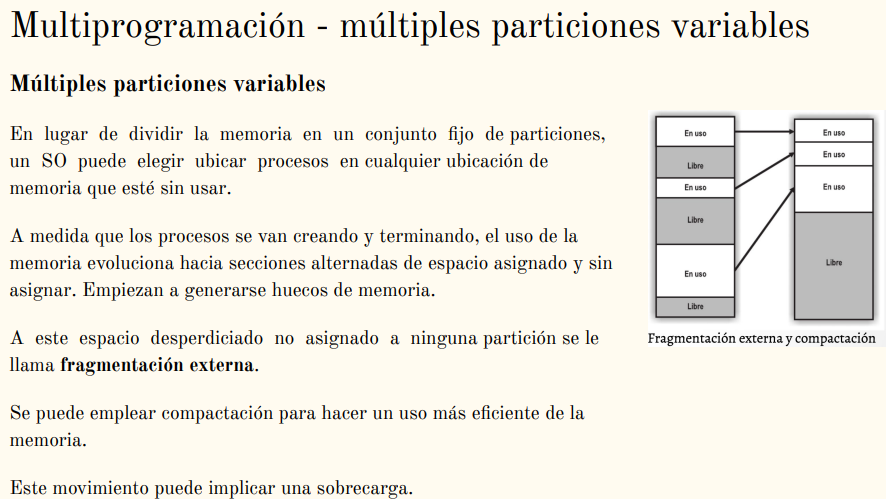 Multiprogramación - múltiples particiones variables
Múltiples particiones variables
En lugar de dividir la memoria en un conjunto fijo de particiones,
un SO puede elegir ubicar procesos en cualquier ubicación de
memoria que esté sin usar.
A medida que los procesos se van creando y terminando, el uso de la
memoria evoluciona hacia secciones alternadas de espacio asignado y sin
asignar. Empiezan a generarse huecos de memoria.
A este espacio desperdiciado no asignado a ninguna partición se le
llama fragmentación externa.
Se puede emplear compactación para hacer un uso más eficiente de la
memoria.
Este movimiento puede implicar una sobrecarga.
En uso
Libre
En uso
Libre
En uso
Libre
En uso
En uso
En uso
Libre
Fragmentación externa y compactación